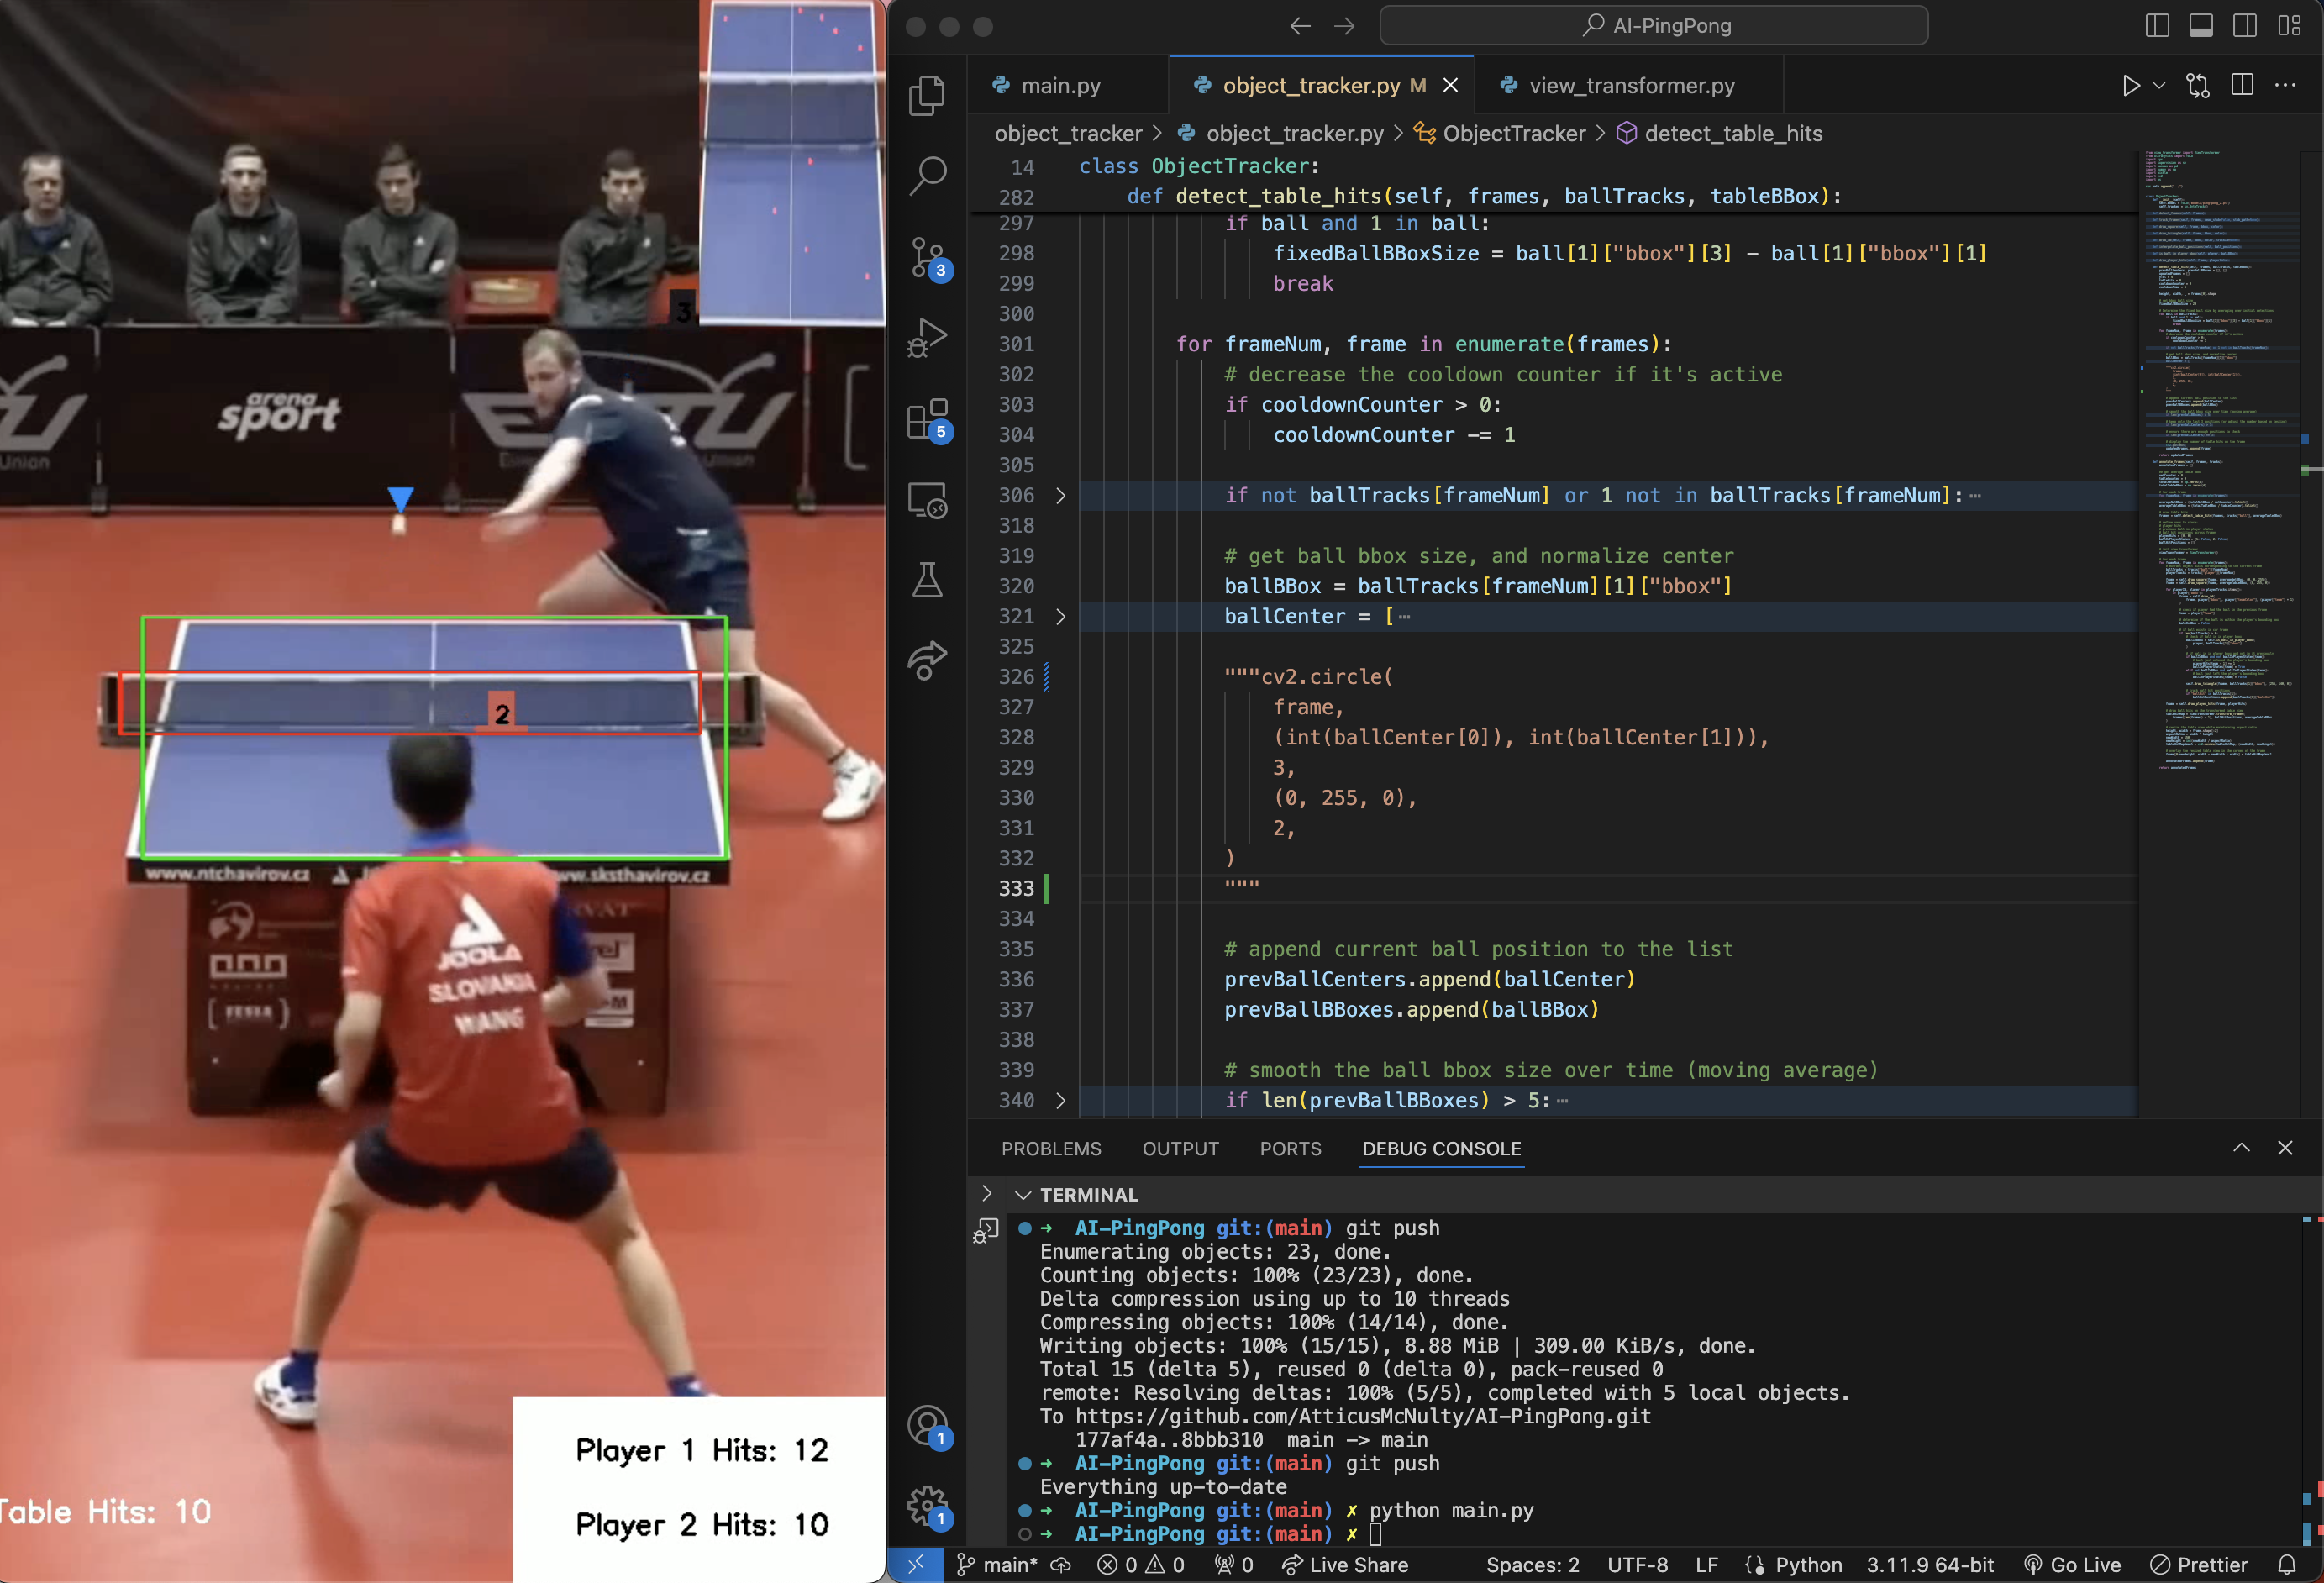 3
arena
sport
Union
2
www.ntchavirov.cz
www.sksthavirov.cz
JOOLA
SLOVAKIA
WANG
Table Hits: 10
Player 1 Hits: 12
Player 2 Hits: 10
AI-PingPong
main.py
object_tracker.py M
view_transformer.py
object_tracker > object_tracker.py > ObjectTracker > detect_table_hits
14 class ObjectTracker:
282 def detect_table_hits(self, frames, ballTracks, tableBBox):
297 if ball and 1 in ball:
298 fixedBallBBoxSize = ball[1]["bbox"][3] - ball[1]["bbox"][1]
299 break
300
301 for frameNum, frame in enumerate(frames):
302 # decrease the cooldown counter if it's active
303 if cooldownCounter > 0:
304 cooldownCounter -= 1
305
306 if not ballTracks[frameNum] or 1 not in ballTracks[frameNum]:⋯
318
319 # get ball bbox size, and normalize center
320 ballBBox = ballTracks[frameNum][1]["bbox"]
321 ballCenter = [⋯
325
326 """cv2.circle(
327 frame,
328 (int(ballCenter[0]), int(ballCenter[1])),
329 3,
330 (0, 255, 0),
331 2,
332 )
333 """
334
335 # append current ball position to the list
336 prevBallCenters.append(ballCenter)
337 prevBallBBoxes.append(ballBBox)
338
339 # smooth the ball bbox size over time (moving average)
340 if len(prevBallBBoxes) > 5:⋯
3
5
1
1
PROBLEMS OUTPUT PORTS DEBUG CONSOLE
TERMINAL
➜ AI-PingPong git:(main) git push
Enumerating objects: 23, done.
Counting objects: 100% (23/23), done.
Delta compression using up to 10 threads
Compressing objects: 100% (14/14), done.
Writing objects: 100% (15/15), 8.88 MiB | 309.00 KiB/s, done.
Total 15 (delta 5), reused 0 (delta 0), pack-reused 0
remote: Resolving deltas: 100% (5/5), completed with 5 local objects.
To https://github.com/AtticusMcNulty/AI-PingPong.git
177af4a..8bbb310 main -> main
➜ AI-PingPong git:(main) git push
Everything up-to-date
➜ AI-PingPong git:(main) ✗ python main.py
➜ AI-PingPong git:(main) ✗
main* 0 0 0 Live Share Spaces: 2 UTF-8 LF Python 3.11.9 64-bit Go Live Prettier